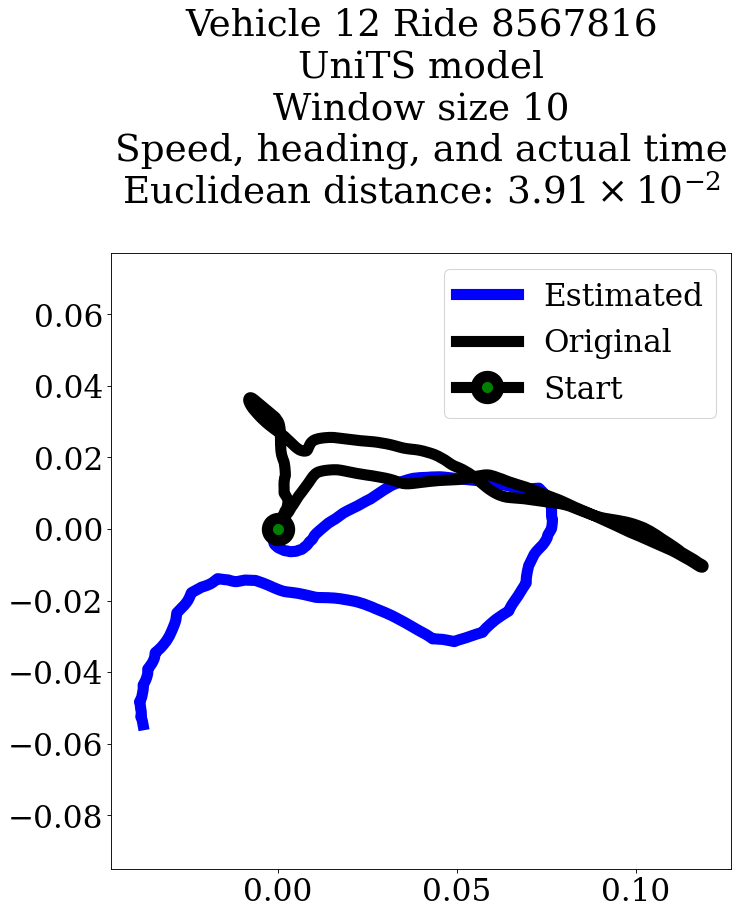 Vehicle 12 Ride 8567816
UniTS model
Window size 10
Speed, heading, and actual time
Euclidean distance: 3.91 × 10⁻²
Estimated
Original
Start
0.06
0.04
0.02
0.00
−0.02
−0.04
−0.06
−0.08
0.00 0.05 0.10